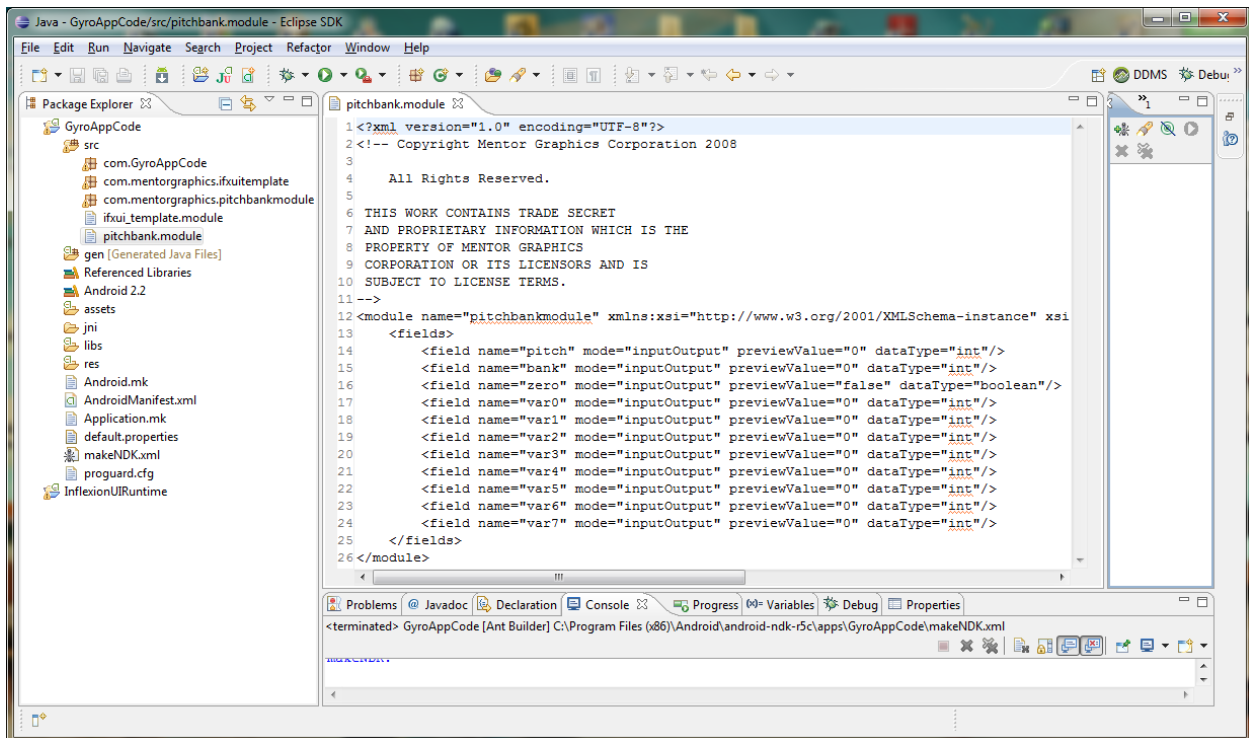 Java - GyroAppCode/src/pitchbank.module - Eclipse SDK
File Edit Run Navigate Search Project Refactor Window Help
DDMS Debu
Package Explorer
GyroAppCode
src
com.GyroAppCode
com.mentorgraphics.ifxuitemplate
com.mentorgraphics.pitchbankmodule
ifxui_template.module
pitchbank.module
gen [Generated Java Files]
Referenced Libraries
Android 2.2
assets
jni
libs
res
Android.mk
AndroidManifest.xml
Application.mk
default.properties
makeNDK.xml
proguard.cfg
InflexionUIRuntime
pitchbank.module
1 <?xml version="1.0" encoding="UTF-8"?>
2 <!-- Copyright Mentor Graphics Corporation 2008
3
4 All Rights Reserved.
5
6 THIS WORK CONTAINS TRADE SECRET
7 AND PROPRIETARY INFORMATION WHICH IS THE
8 PROPERTY OF MENTOR GRAPHICS
9 CORPORATION OR ITS LICENSORS AND IS
10 SUBJECT TO LICENSE TERMS.
11 -->
12 <module name="pitchbankmodule" xmlns:xsi="http://www.w3.org/2001/XMLSchema-instance" xsi
13 <fields>
14 <field name="pitch" mode="inputOutput" previewValue="0" dataType="int"/>
15 <field name="bank" mode="inputOutput" previewValue="0" dataType="int"/>
16 <field name="zero" mode="inputOutput" previewValue="false" dataType="boolean"/>
17 <field name="var0" mode="inputOutput" previewValue="0" dataType="int"/>
18 <field name="var1" mode="inputOutput" previewValue="0" dataType="int"/>
19 <field name="var2" mode="inputOutput" previewValue="0" dataType="int"/>
20 <field name="var3" mode="inputOutput" previewValue="0" dataType="int"/>
21 <field name="var4" mode="inputOutput" previewValue="0" dataType="int"/>
22 <field name="var5" mode="inputOutput" previewValue="0" dataType="int"/>
23 <field name="var6" mode="inputOutput" previewValue="0" dataType="int"/>
24 <field name="var7" mode="inputOutput" previewValue="0" dataType="int"/>
25 </fields>
26 </module>
»1
Problems @ Javadoc Declaration Console Progress (x)= Variables Debug Properties
<terminated> GyroAppCode [Ant Builder] C:\Program Files (x86)\Android\android-ndk-r5c\apps\GyroAppCode\makeNDK.xml
makeNDK: